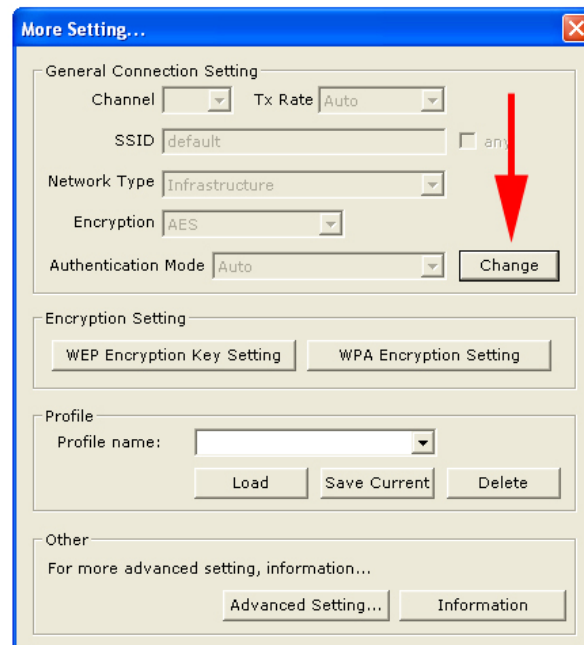 More Setting...
General Connection Setting
Channel Tx Rate Auto
SSID default any
Network Type Infrastructure
Encryption AES
Authentication Mode Auto Change
Encryption Setting
WEP Encryption Key Setting WPA Encryption Setting
Profile
Profile name:
Load Save Current Delete
Other
For more advanced setting, information...
Advanced Setting... Information